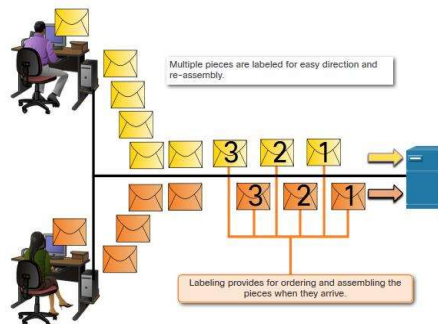 Multiple pieces are labeled for easy direction and
re-assembly.
3 2 1
3 2 1
Labeling provides for ordering and assembling the
pieces when they arrive.